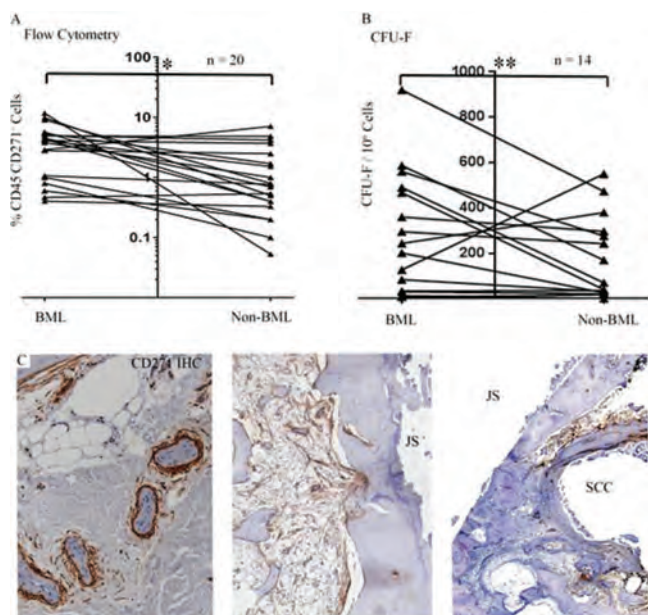 A
Flow Cytometry
* n = 20
100
10
1
0.1
% CD45⁻CD271⁺ Cells
BML Non-BML
B
CFU-F
** n = 14
1000
800
600
400
200
CFU-F / 10⁶ Cells
BML Non-BML
C
CD271 IHC
JS
JS
SCC